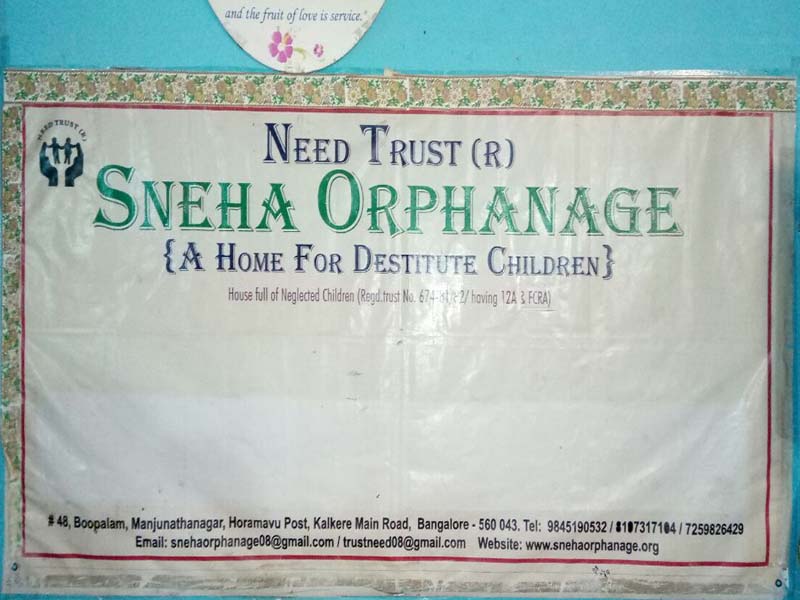 and the fruit of love is service."
NEED TRUST (R)
NEED TRUST (R)
SNEHA ORPHANAGE
{A HOME FOR DESTITUTE CHILDREN}
House full of Neglected Children (Regd.trust No. having 12A & FCRA)
# 48, Boopalam, Manjunathanagar, Horamavu Post, Kalkere Main Road, Bangalore - 560 043. Tel: 9845190532 / / 7259826429
Email: snehaorphanage08@gmail.com / trustneed08@gmail.com Website: www.snehaorphanage.org